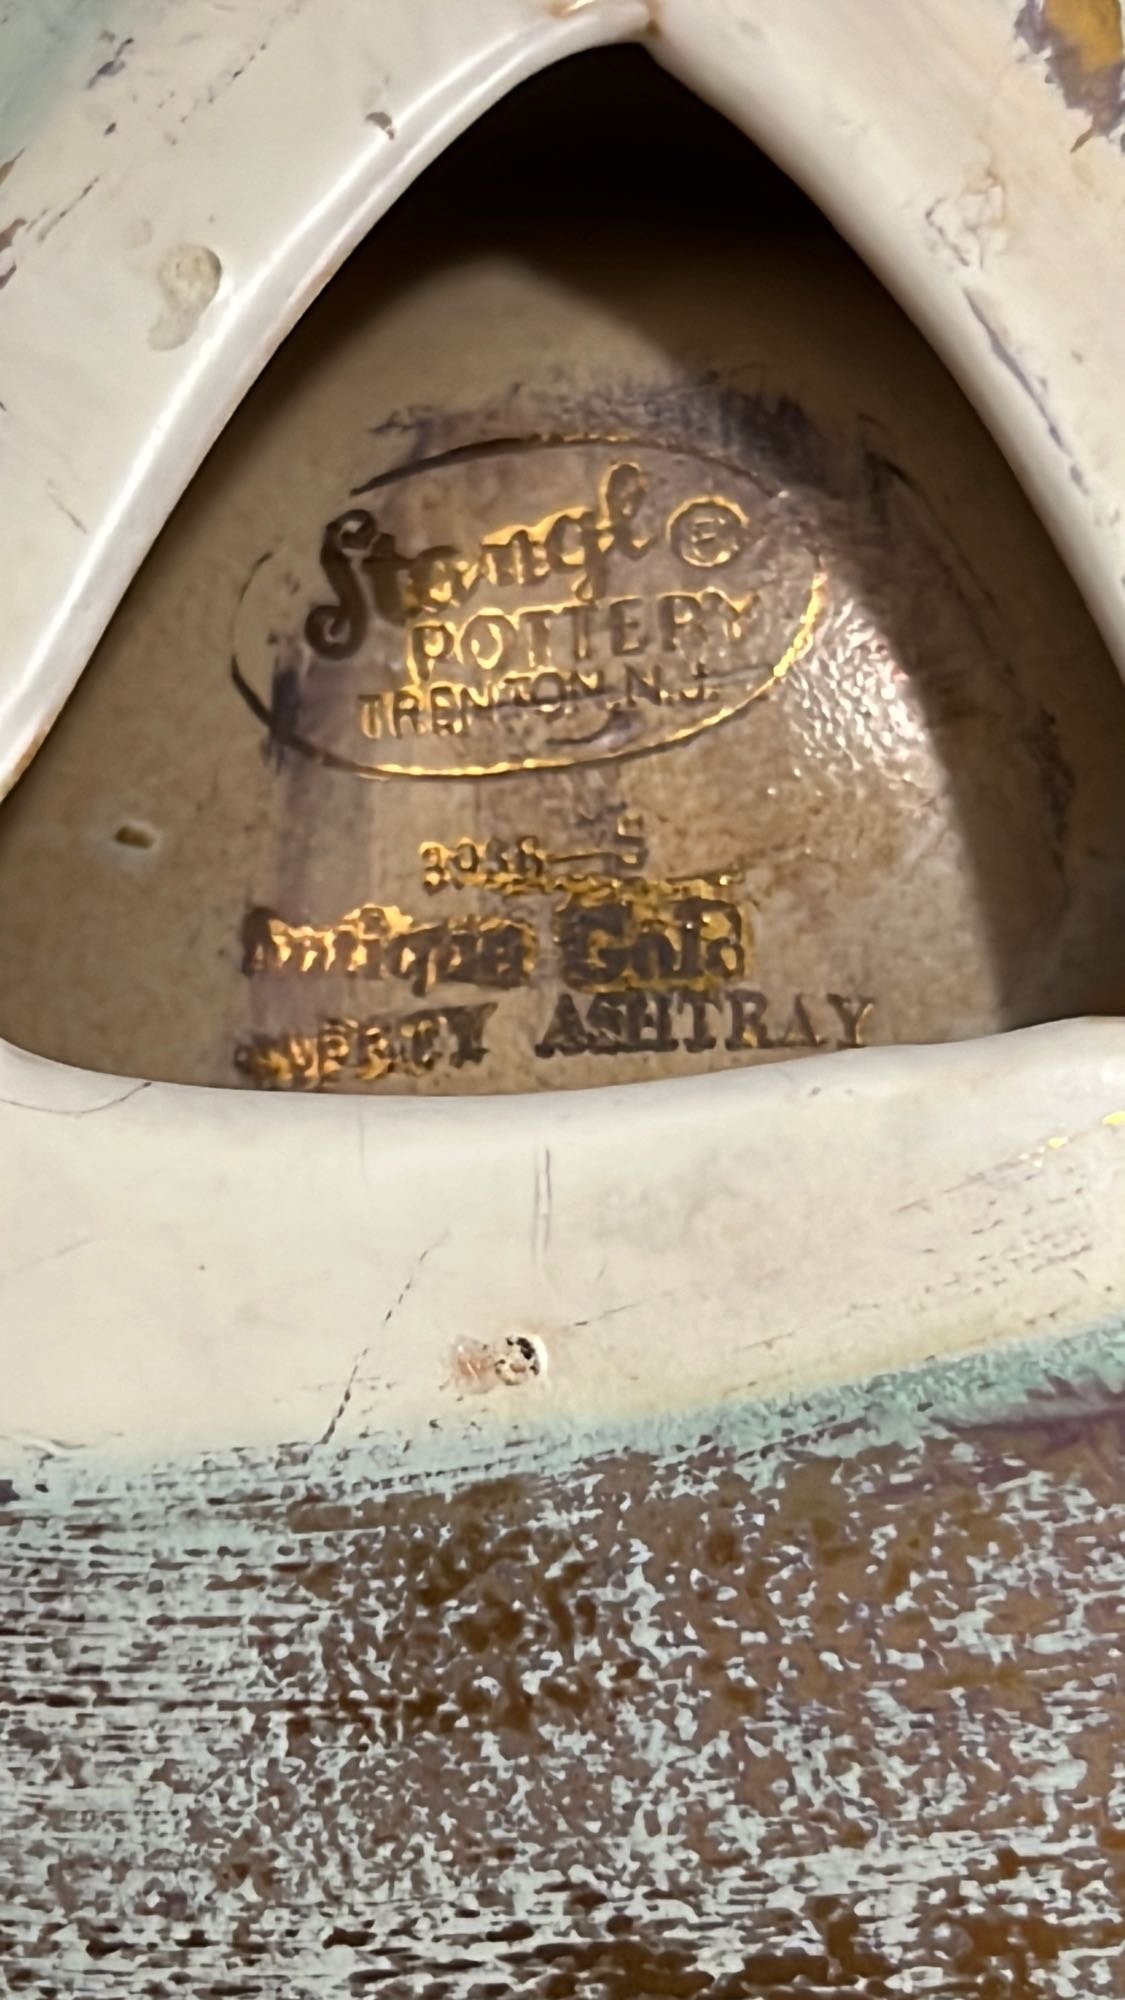 Stangl ®
POTTERY
TRENTON. N.J.
S
Antique Gold
ASHTRAY